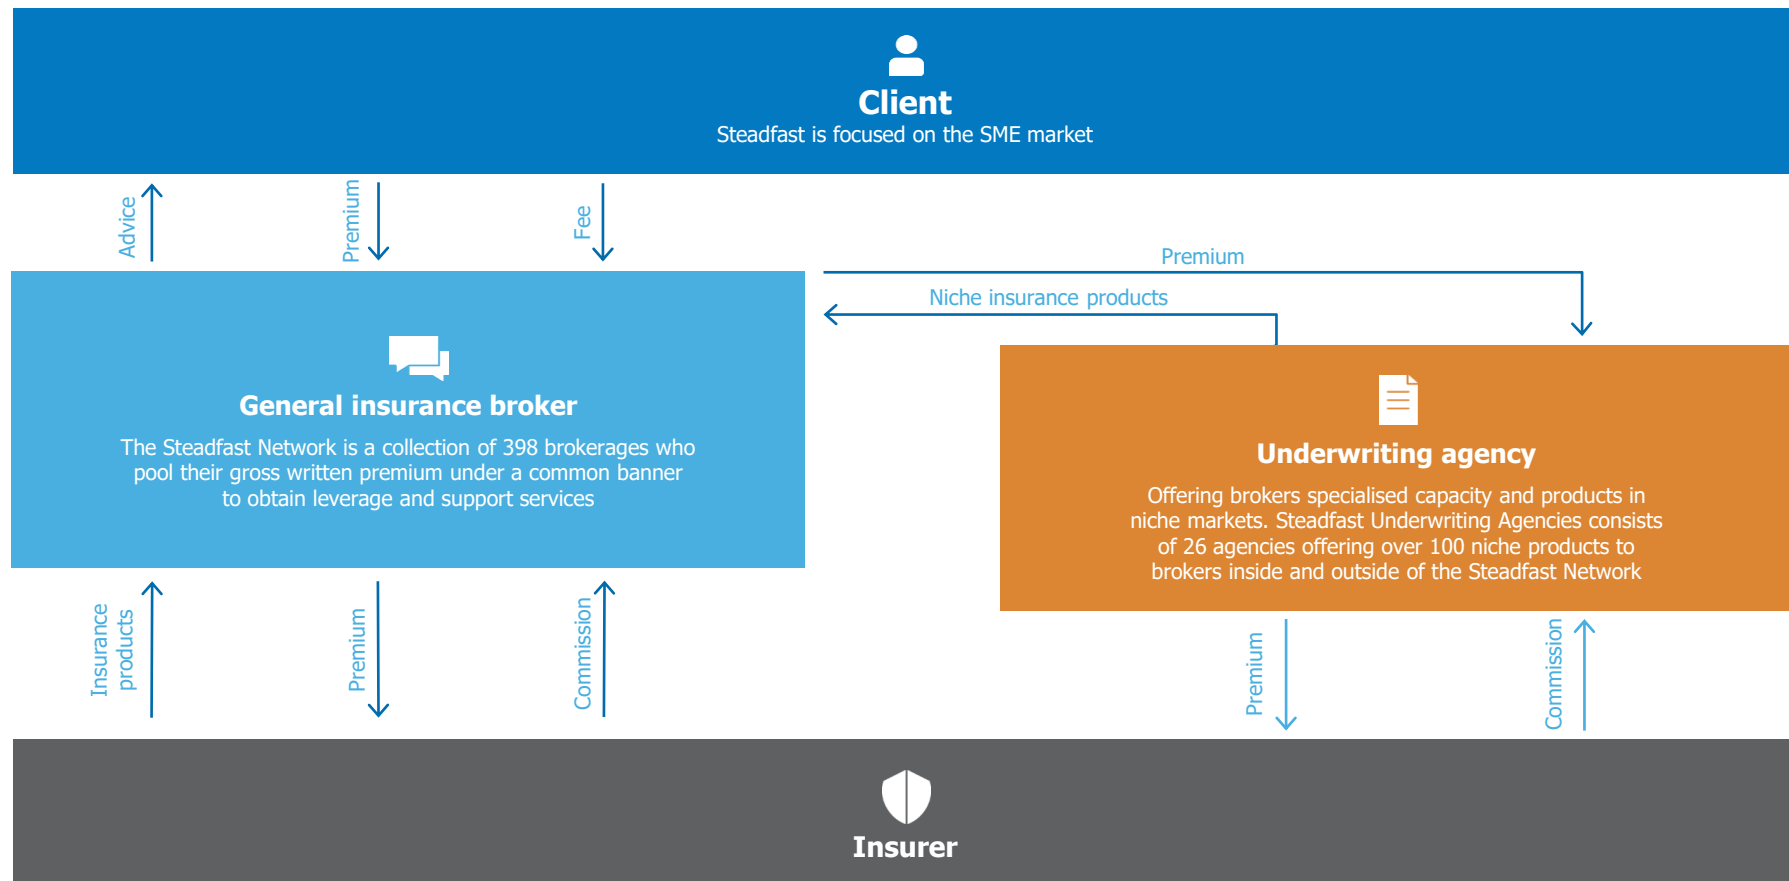 Client
Steadfast is focused on the SME market
Advice
Premium
Fee
Premium
Niche insurance products
General insurance broker
The Steadfast Network is a collection of 398 brokerages who
pool their gross written premium under a common banner
to obtain leverage and support services
Underwriting agency
Offering brokers specialised capacity and products in
niche markets. Steadfast Underwriting Agencies consists
of 26 agencies offering over 100 niche products to
brokers inside and outside of the Steadfast Network
Insurance
products
Premium
Commission
Premium
Commission
Insurer